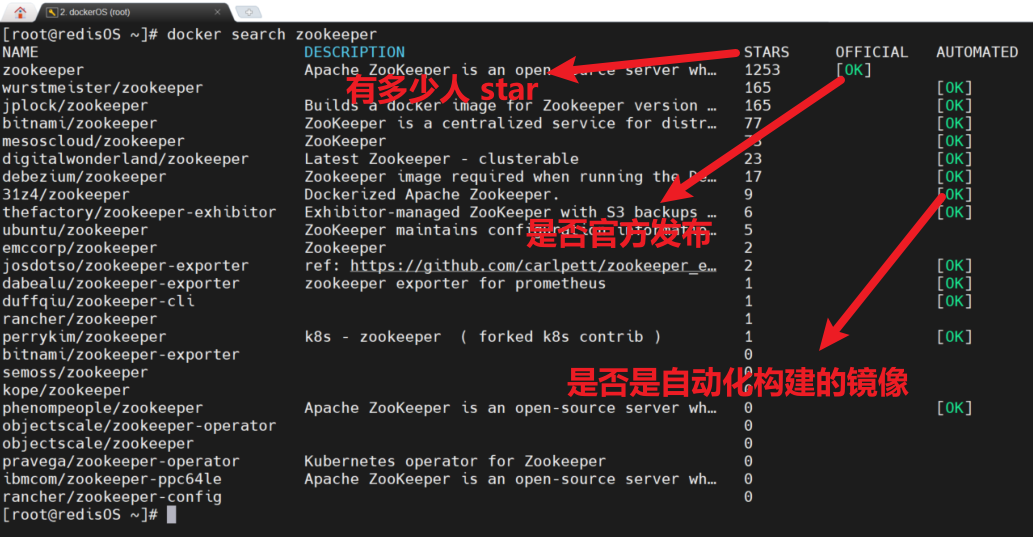 2. dockerOS (root)
[root@redisOS ~]# docker search zookeeper
NAME DESCRIPTION STARS OFFICIAL AUTOMATED
zookeeper Apache ZooKeeper is an open-source server wh… 1253 [OK]
有多少人 star
wurstmeister/zookeeper 165 [OK]
jplock/zookeeper Builds a docker image for Zookeeper version … 165 [OK]
bitnami/zookeeper ZooKeeper is a centralized service for distr… 77 [OK]
mesoscloud/zookeeper ZooKeeper [OK]
digitalwonderland/zookeeper Latest Zookeeper - clusterable 23 [OK]
debezium/zookeeper Zookeeper image required when running the De… 17 [OK]
31z4/zookeeper Dockerized Apache Zookeeper. 9 [OK]
thefactory/zookeeper-exhibitor Exhibitor-managed ZooKeeper with S3 backups … 6 [OK]
ubuntu/zookeeper ZooKeeper maintains configuration informatio… 5
是否官方发布
emccorp/zookeeper Zookeeper 2
josdotso/zookeeper-exporter ref: https://github.com/carlpett/zookeeper_e… 2 [OK]
dabealu/zookeeper-exporter zookeeper exporter for prometheus 1 [OK]
duffqiu/zookeeper-cli 1 [OK]
rancher/zookeeper 1
perrykim/zookeeper k8s - zookeeper ( forked k8s contrib ) 1 [OK]
bitnami/zookeeper-exporter 0
semoss/zookeeper 0
是否是自动化构建的镜像
kope/zookeeper 0
phenompeople/zookeeper Apache ZooKeeper is an open-source server wh… 0 [OK]
objectscale/zookeeper-operator 0
objectscale/zookeeper 0
pravega/zookeeper-operator Kubernetes operator for Zookeeper 0
ibmcom/zookeeper-ppc64le Apache ZooKeeper is an open-source server wh… 0
rancher/zookeeper-config 0
[root@redisOS ~]#